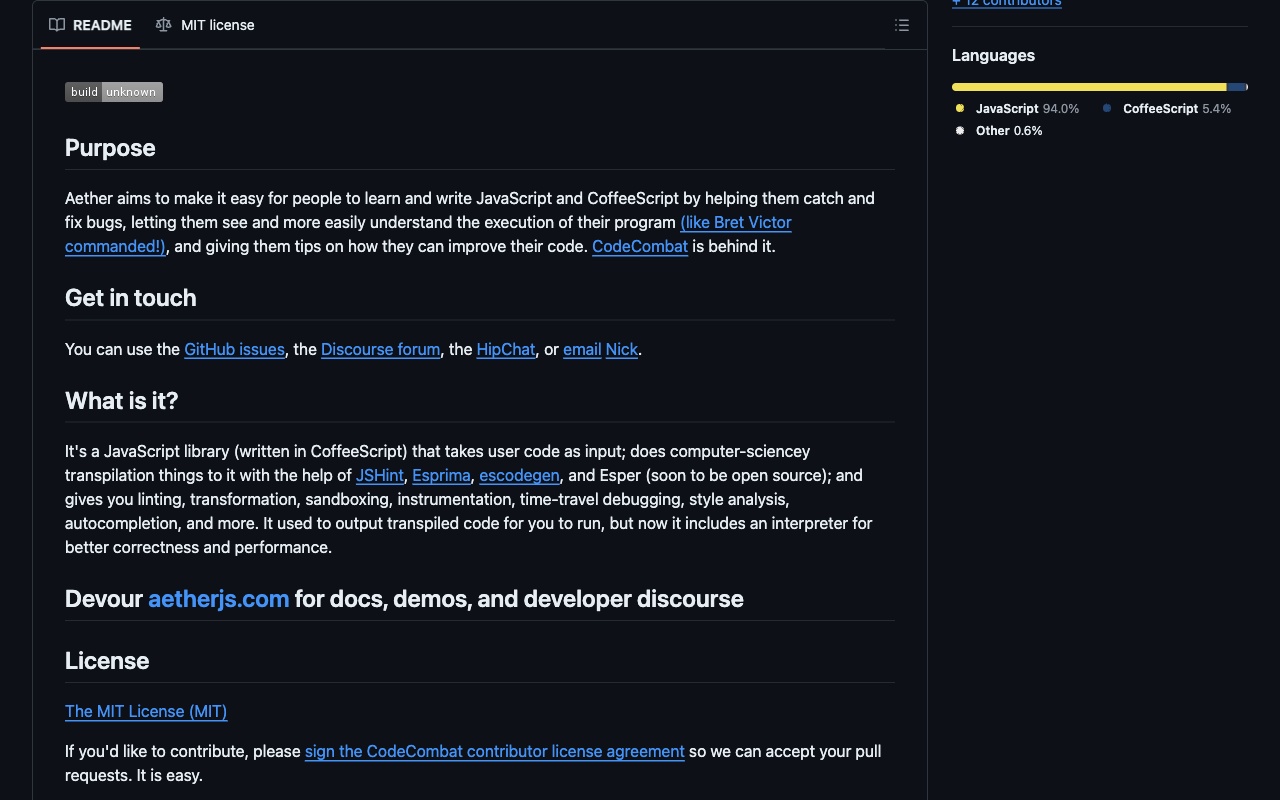 README MIT license
build unknown
Purpose
Aether aims to make it easy for people to learn and write JavaScript and CoffeeScript by helping them catch and
fix bugs, letting them see and more easily understand the execution of their program (like Bret Victor
commanded!), and giving them tips on how they can improve their code. CodeCombat is behind it.
Get in touch
You can use the GitHub issues, the Discourse forum, the HipChat, or email Nick.
What is it?
It's a JavaScript library (written in CoffeeScript) that takes user code as input; does computer-sciencey
transpilation things to it with the help of JSHint, Esprima, escodegen, and Esper (soon to be open source); and
gives you linting, transformation, sandboxing, instrumentation, time-travel debugging, style analysis,
autocompletion, and more. It used to output transpiled code for you to run, but now it includes an interpreter for
better correctness and performance.
Devour aetherjs.com for docs, demos, and developer discourse
License
The MIT License (MIT)
If you'd like to contribute, please sign the CodeCombat contributor license agreement so we can accept your pull
requests. It is easy.
+ 12 contributors
Languages
JavaScript 94.0% CoffeeScript 5.4%
Other 0.6%